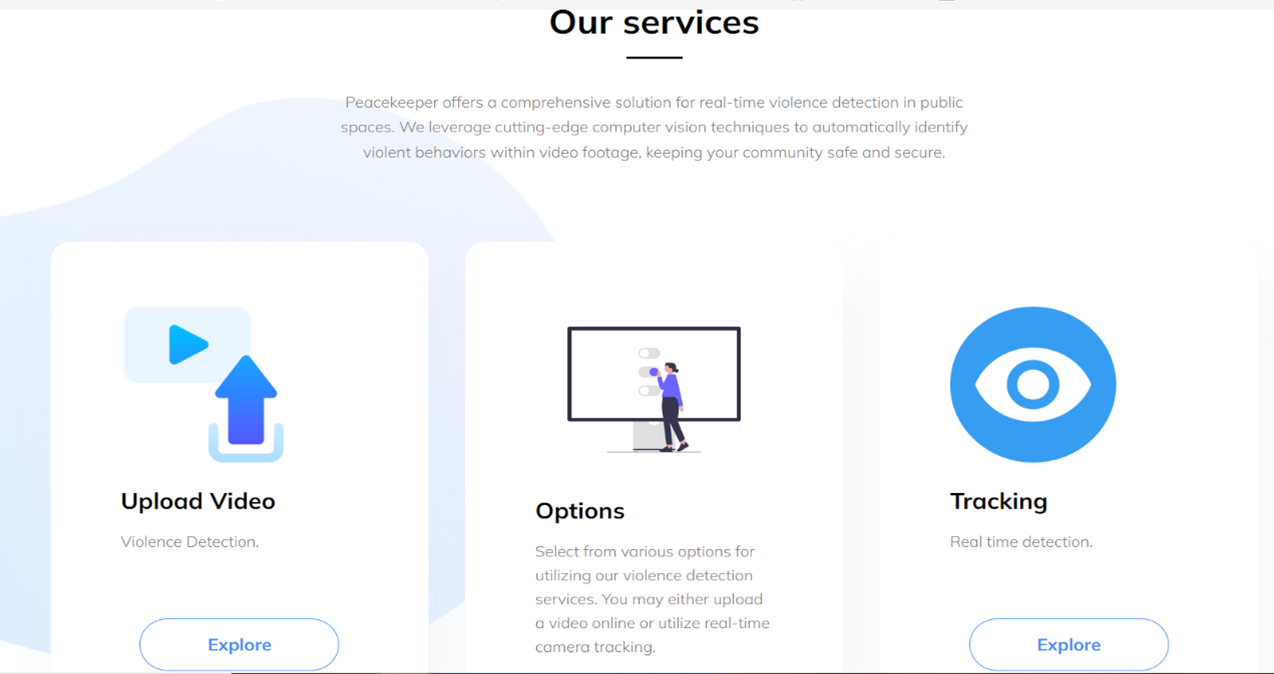 Our services
Peacekeeper offers a comprehensive solution for real-time violence detection in public
spaces. We leverage cutting-edge computer vision techniques to automatically identify
violent behaviors within video footage, keeping your community safe and secure.
Upload Video
Violence Detection.
Explore
Options
Select from various options for
utilizing our violence detection
services. You may either upload
a video online or utilize real-time
camera tracking.
Tracking
Real time detection.
Explore